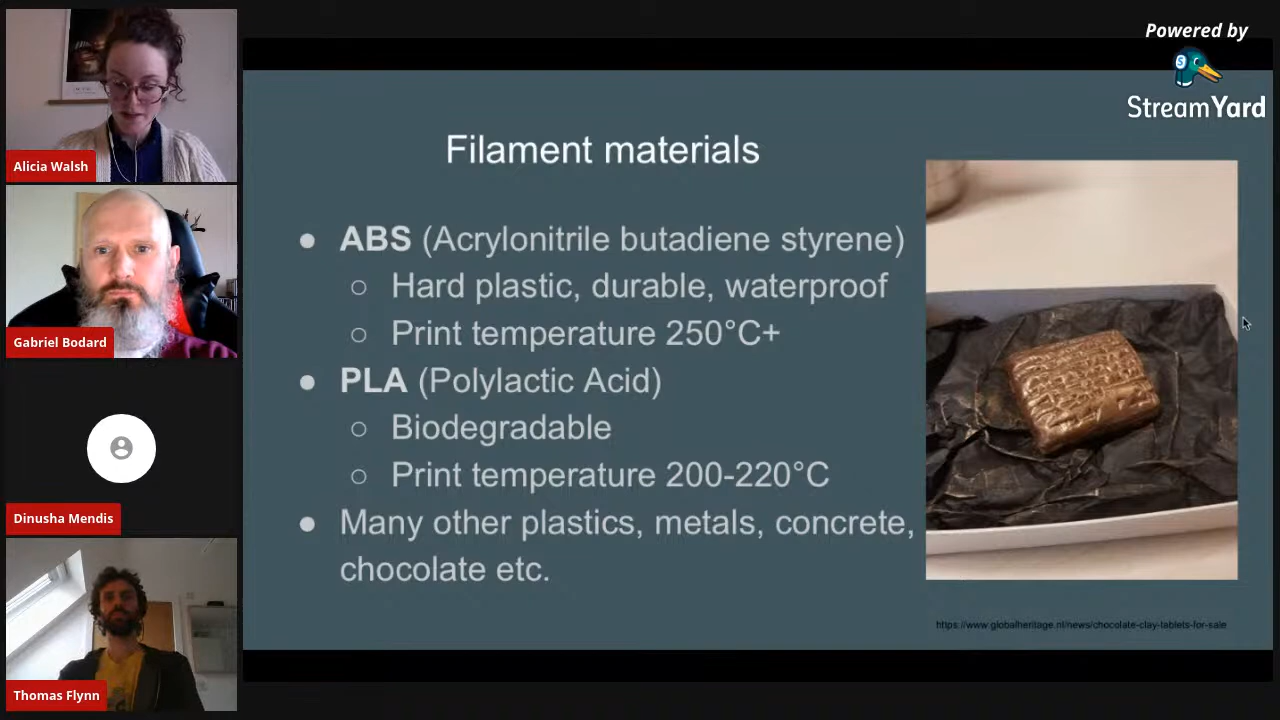 Powered by
StreamYard
Alicia Walsh
Gabriel Bodard
Dinusha Mendis
Thomas Flynn
Filament materials
● ABS (Acrylonitrile butadiene styrene)
○ Hard plastic, durable, waterproof
○ Print temperature 250°C+
● PLA (Polylactic Acid)
○ Biodegradable
○ Print temperature 200-220°C
● Many other plastics, metals, concrete,
chocolate etc.
https://www.globalheritage.nl/news/chocolate-clay-tablets-for-sale